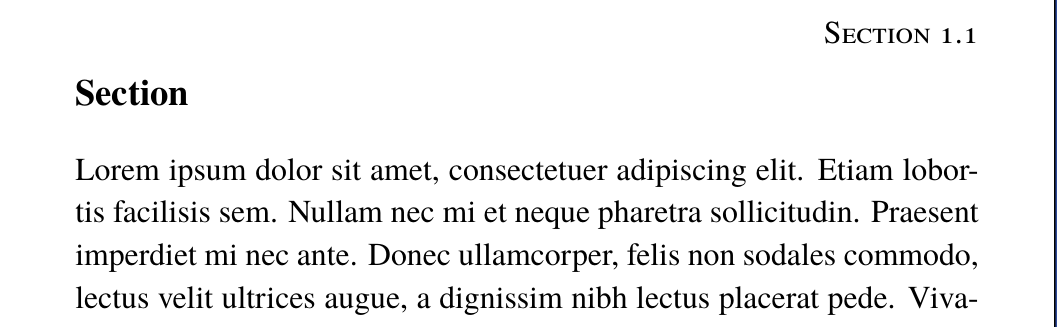 SECTION 1.1
Section
Lorem ipsum dolor sit amet, consectetuer adipiscing elit. Etiam lobor-
tis facilisis sem. Nullam nec mi et neque pharetra sollicitudin. Praesent
imperdiet mi nec ante. Donec ullamcorper, felis non sodales commodo,
lectus velit ultrices augue, a dignissim nibh lectus placerat pede. Viva-